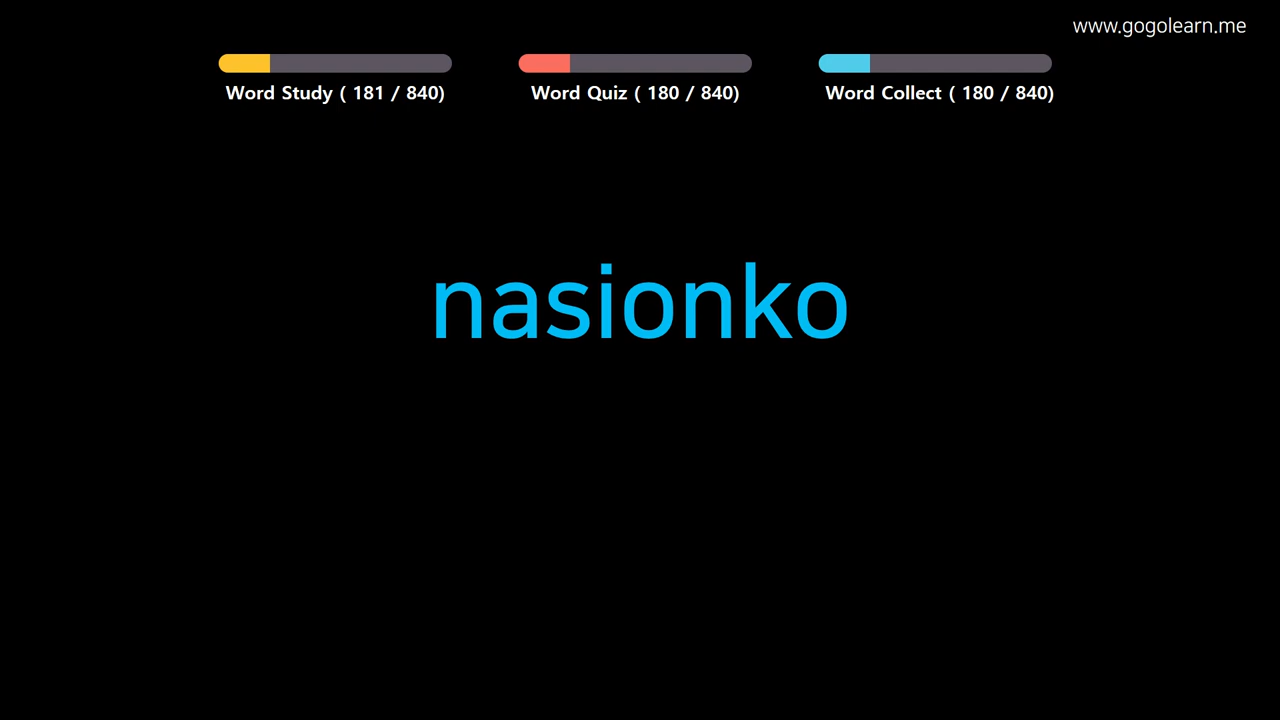 www.gogolearn.me
Word Study ( 181 / 840)
Word Quiz ( 180 / 840)
Word Collect ( 180 / 840)
nasionko